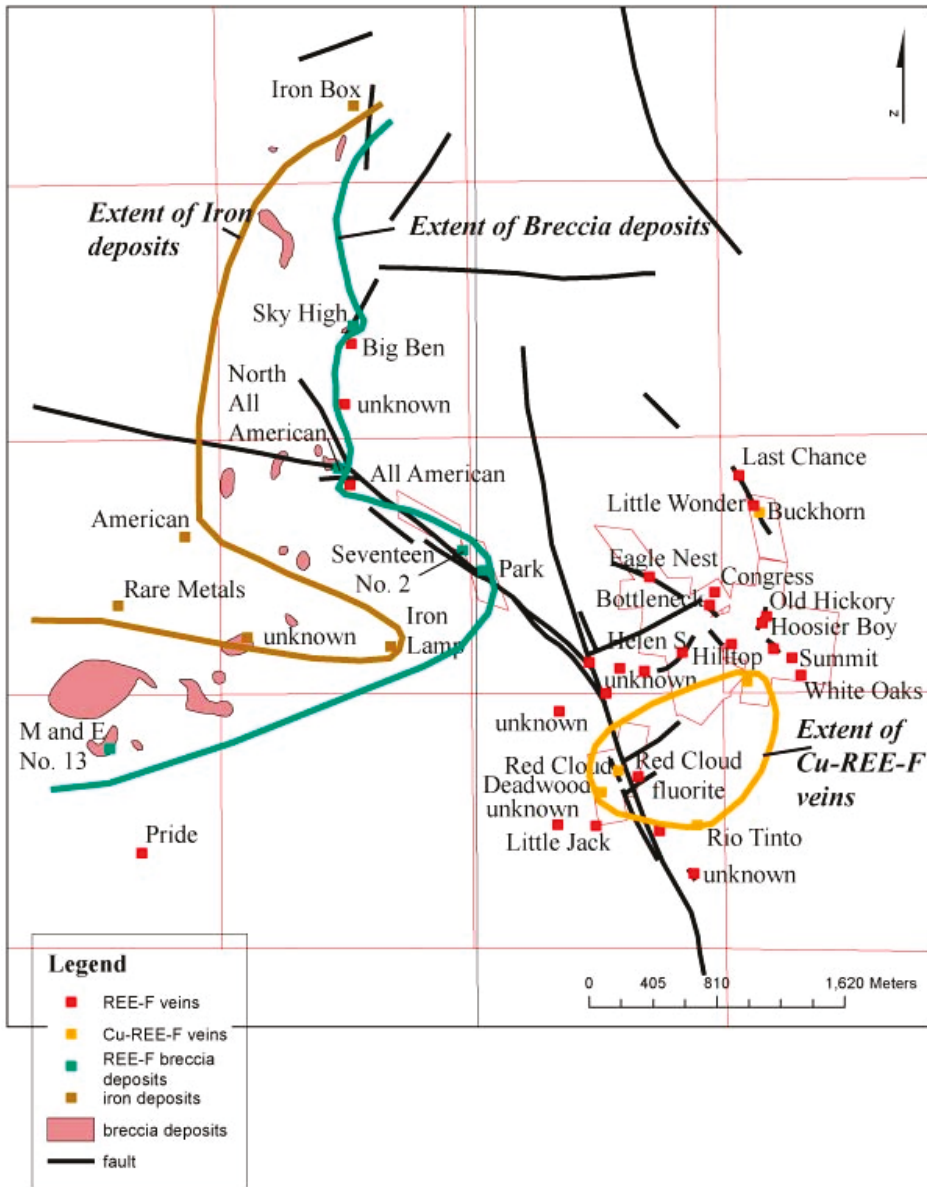 Iron Box
N
Extent of Iron
deposits
Extent of Breccia deposits
Sky High
Big Ben
North
All
American
unknown
All American
Last Chance
Little Wonder
Buckhorn
American
Seventeen
No. 2
Park
Eagle Nest
Congress
Bottleneck
Old Hickory
Hoosier Boy
Rare Metals
unknown
Iron
Lamp
Helen S
Hilltop
Summit
unknown
White Oaks
unknown
M and E
No. 13
Extent of
Cu-REE-F
veins
Red Cloud
Red Cloud
fluorite
Deadwood
unknown
Little Jack
Rio Tinto
Pride
unknown
Legend
REE-F veins
Cu-REE-F veins
REE-F breccia
deposits
iron deposits
breccia deposits
fault
0 405 810 1,620 Meters